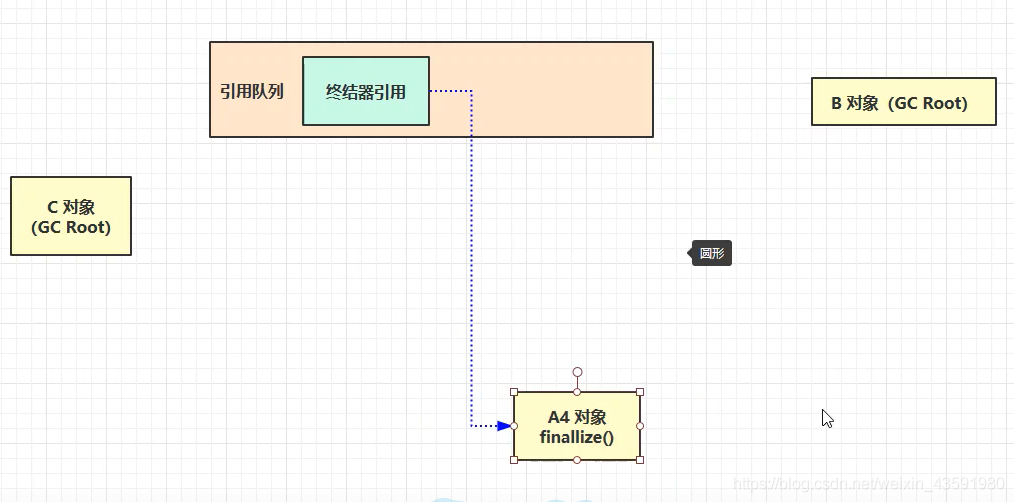 引用队列
终结器引用
B 对象（GC Root)
C 对象
(GC Root)
圆形
A4 对象
finallize()
https://blog.csdn.net/weixin_43591980